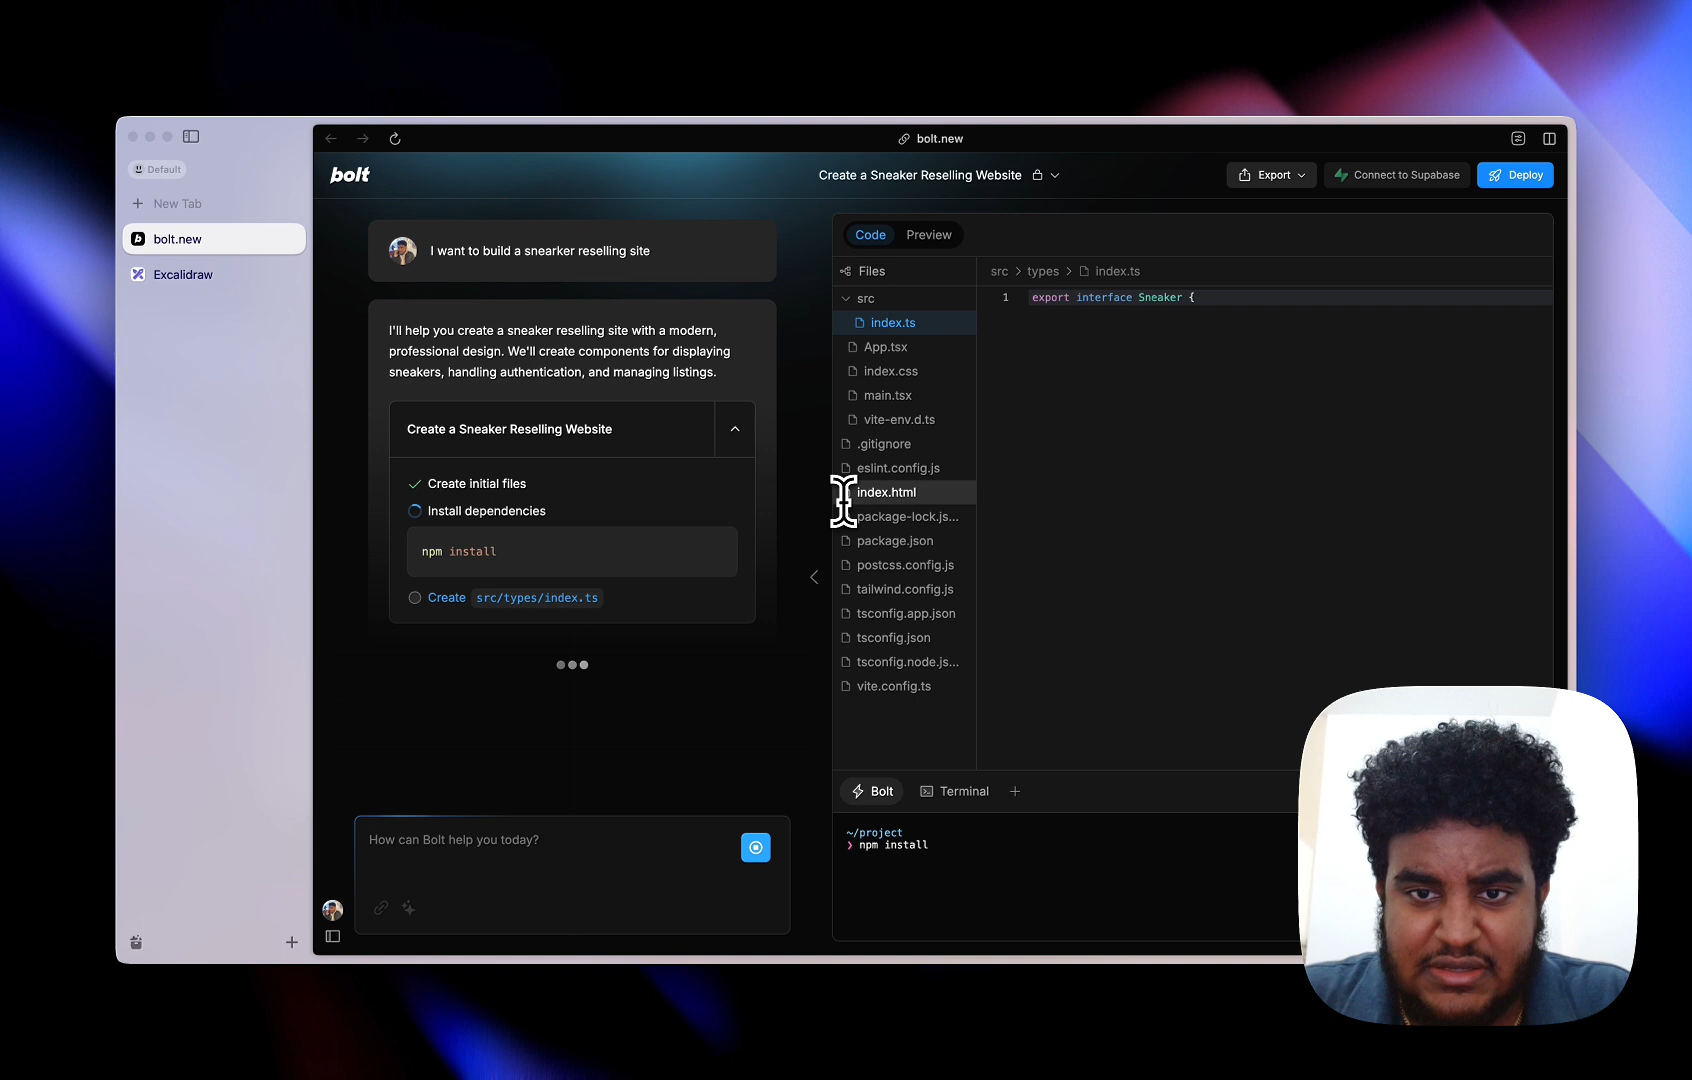 Default
New Tab
bolt.new
Excalidraw
bolt.new
bolt
Create a Sneaker Reselling Website
Export
Connect to Supabase
Deploy
I want to build a snearker reselling site
I'll help you create a sneaker reselling site with a modern,
professional design. We'll create components for displaying
sneakers, handling authentication, and managing listings.
Create a Sneaker Reselling Website
Create initial files
Install dependencies
npm install
Create src/types/index.ts
How can Bolt help you today?
Code Preview
Files
src
index.ts
App.tsx
index.css
main.tsx
vite-env.d.ts
.gitignore
eslint.config.js
index.html
package-lock.js...
package.json
postcss.config.js
tailwind.config.js
tsconfig.app.json
tsconfig.json
tsconfig.node.js...
vite.config.ts
src > types > index.ts
1 export interface Sneaker {
Bolt Terminal
~/project
❯ npm install